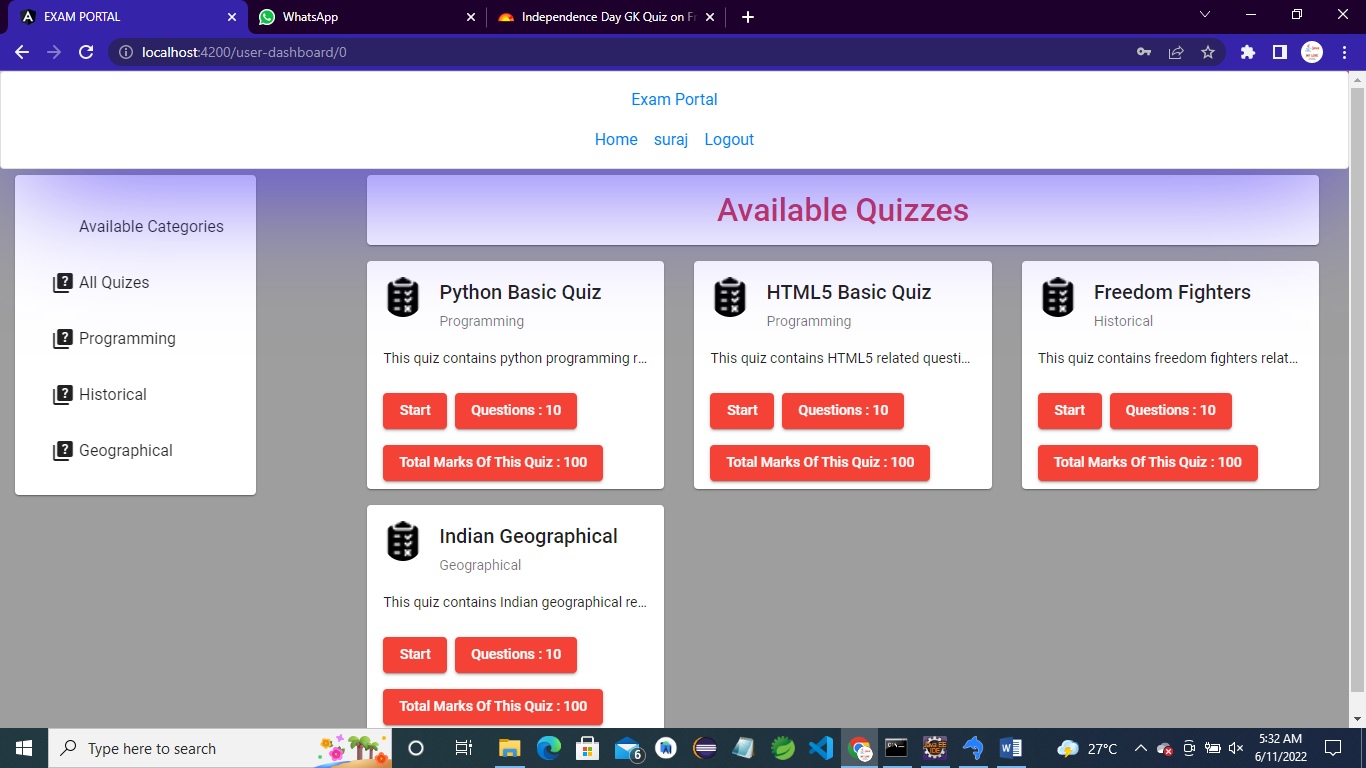 EXAM PORTAL
WhatsApp
Independence Day GK Quiz on Fr
localhost:4200/user-dashboard/0
Exam Portal
Home suraj Logout
Available Categories
All Quizes
Programming
Historical
Geographical
Available Quizzes
Python Basic Quiz
Programming
This quiz contains python programming r...
Start Questions : 10
Total Marks Of This Quiz : 100
HTML5 Basic Quiz
Programming
This quiz contains HTML5 related questi...
Start Questions : 10
Total Marks Of This Quiz : 100
Freedom Fighters
Historical
This quiz contains freedom fighters relat...
Start Questions : 10
Total Marks Of This Quiz : 100
Indian Geographical
Geographical
This quiz contains Indian geographical re...
Start Questions : 10
Total Marks Of This Quiz : 100
Type here to search
6
27°C
5:32 AM
6/11/2022